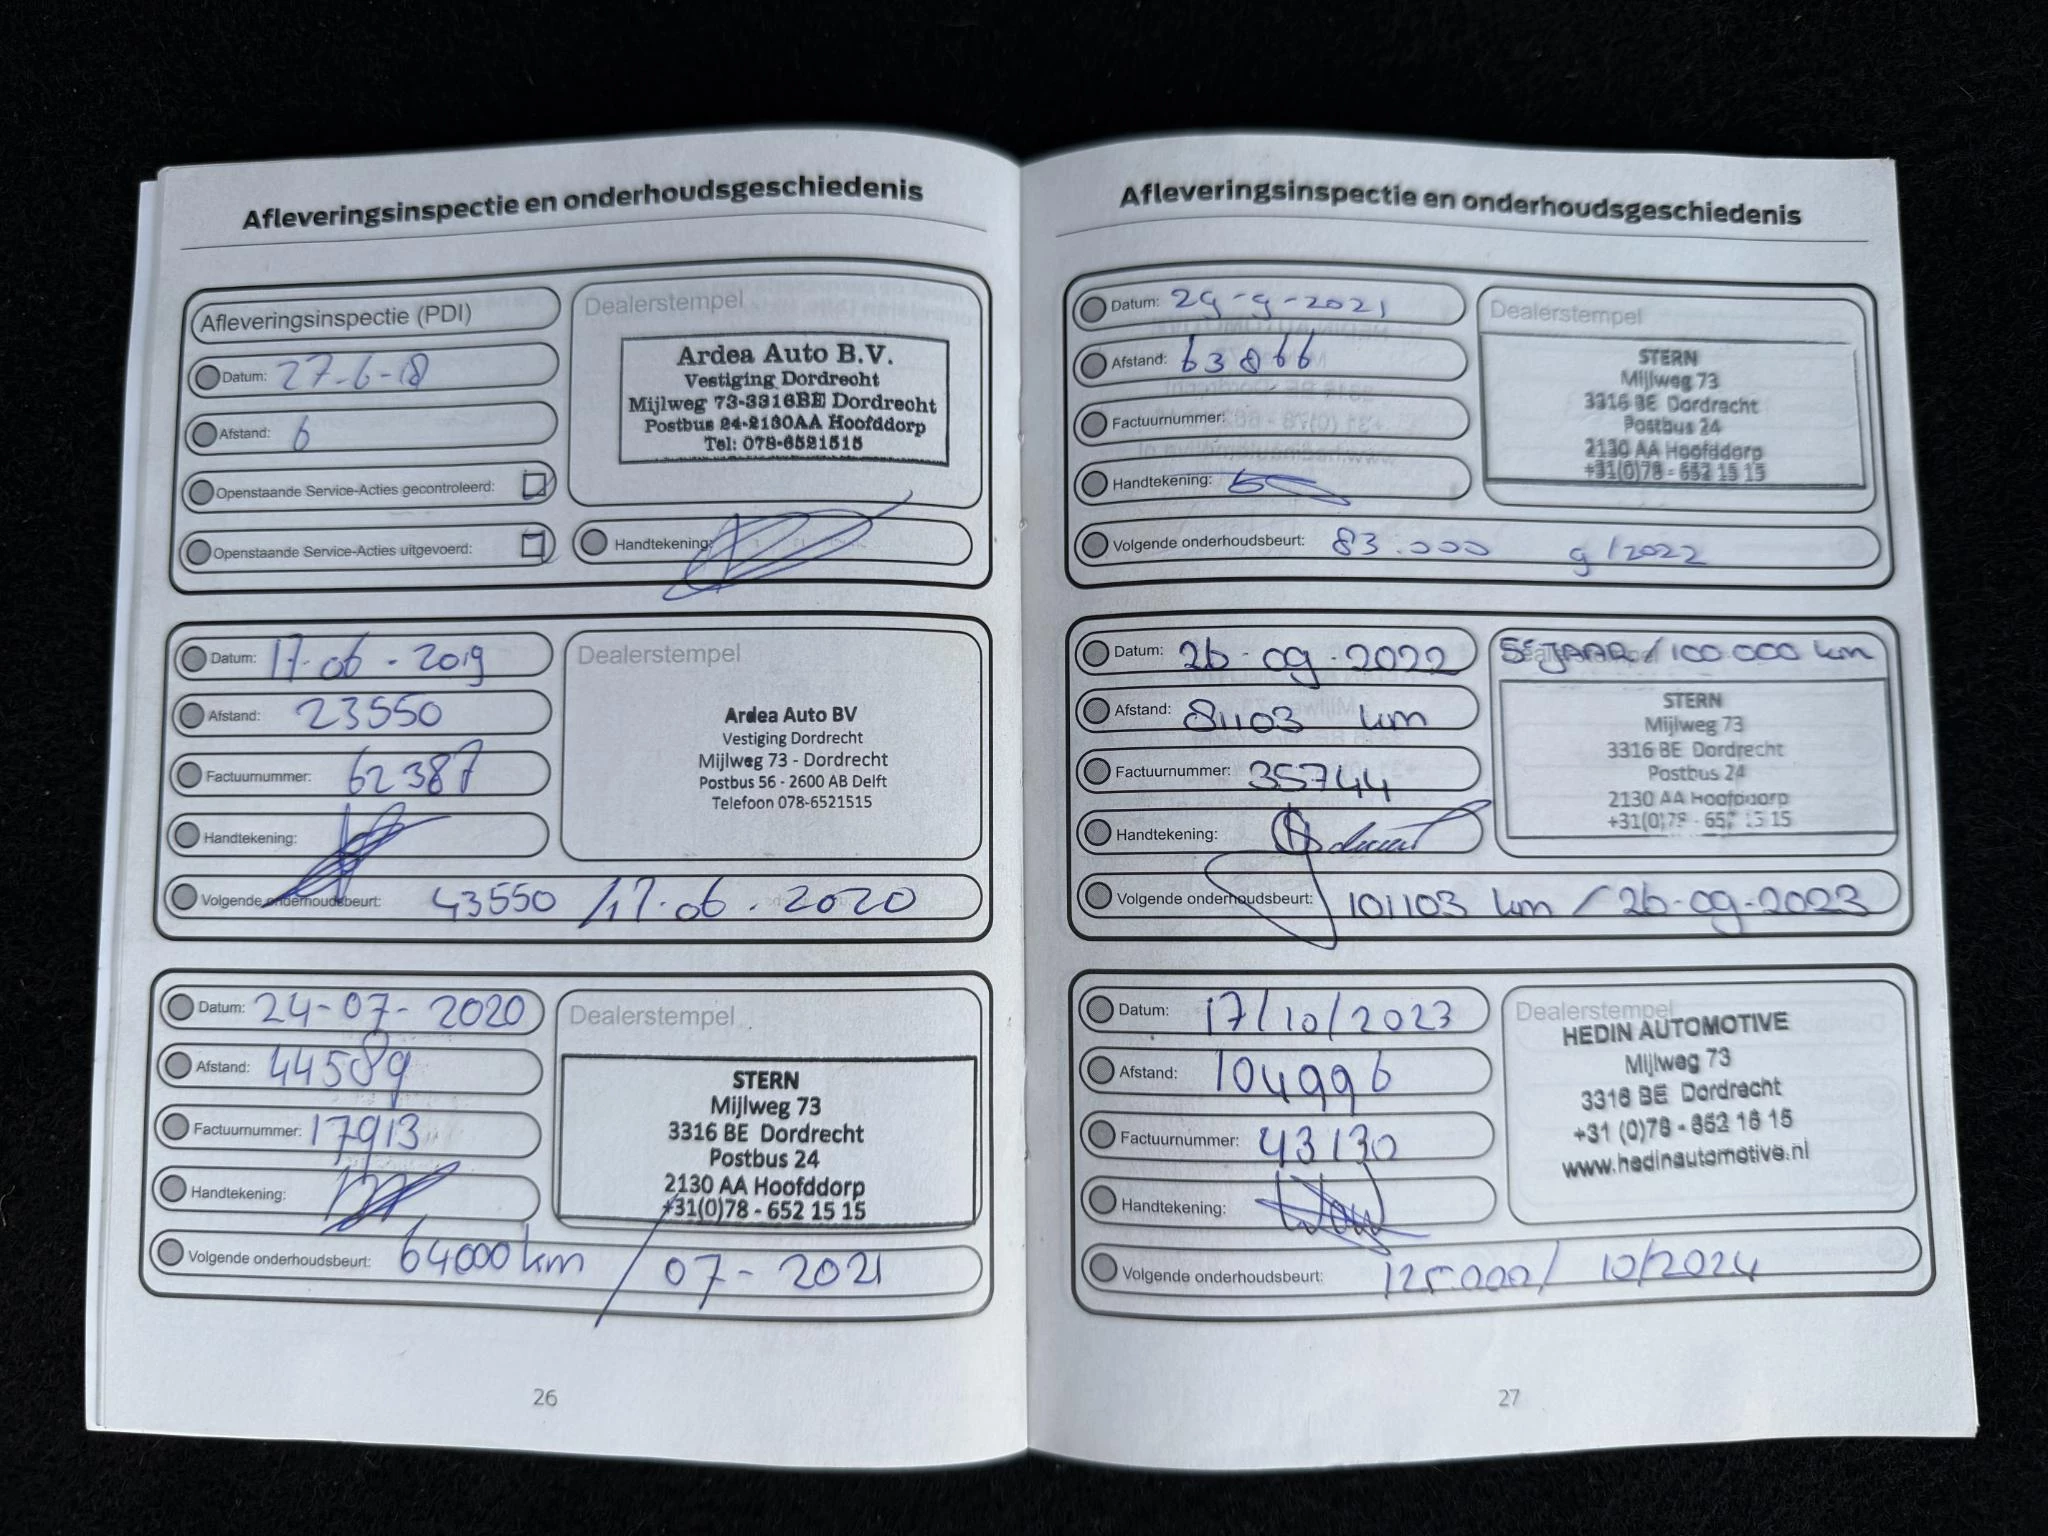 Afleveringsinspectie en onderhoudsgeschiedenis
Afleveringsinspectie (PDI)
Datum: 27-6-18
Afstand: 6
Openstaande Service-Acties gecontroleerd:
Openstaande Service-Acties uitgevoerd:
Dealerstempel
Ardea Auto B.V.
Vestiging Dordrecht
Mijlweg 73-3316BE Dordrecht
Postbus 24-2130AA Hoofddorp
Tel: 078-6521515
Handtekening:
Datum: 17-06-2019
Afstand: 23550
Factuurnummer: 62387
Handtekening:
Dealerstempel
Ardea Auto BV
Vestiging Dordrecht
Mijlweg 73 - Dordrecht
Postbus 56 - 2600 AB Delft
Telefoon 078-6521515
Volgende onderhoudsbeurt: 43550 / 17-06-2020
Datum: 24-07-2020
Afstand: 44589
Factuurnummer: 17913
Handtekening:
Dealerstempel
STERN
Mijlweg 73
3316 BE Dordrecht
Postbus 24
2130 AA Hoofddorp
+31(0)78 - 652 15 15
Volgende onderhoudsbeurt: 64000 km / 07-2021
26
Afleveringsinspectie en onderhoudsgeschiedenis
Datum: 29-9-2021
Afstand: 63866
Factuurnummer:
Handtekening:
Dealerstempel
STERN
Mijlweg 73
3316 BE Dordrecht
Postbus 24
2130 AA Hoofddorp
+31(0)78 - 652 15 15
Volgende onderhoudsbeurt: 83.000 9/2022
Datum: 26-09-2022
Afstand: 81103 km
Factuurnummer: 35744
Handtekening:
Dealerstempel
5e JAAR / 100.000 km
STERN
Mijlweg 73
3316 BE Dordrecht
Postbus 24
2130 AA Hoofddorp
+31(0)78 - 652 15 15
Volgende onderhoudsbeurt: 101103 km / 26-09-2023
Datum: 17/10/2023
Afstand: 104996
Factuurnummer: 43130
Handtekening:
Dealerstempel
HEDIN AUTOMOTIVE
Mijlweg 73
3316 BE Dordrecht
+31 (0)78 - 652 15 15
www.hedinautomotive.nl
Volgende onderhoudsbeurt: 125.000/ 10/2024
27